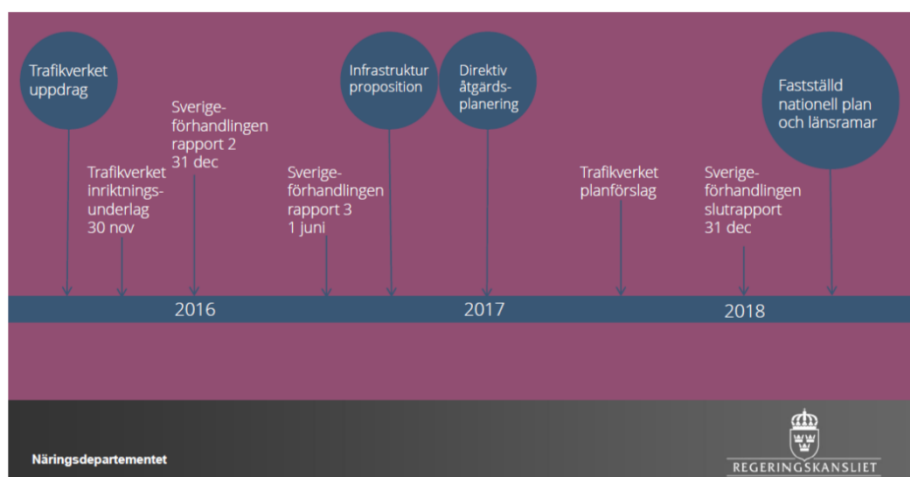 Trafikverket
uppdrag
Trafikverket
inriktnings-
underlag
30 nov
Sverige-
förhandlingen
rapport 2
31 dec
Sverige-
förhandlingen
rapport 3
1 juni
Infrastruktur
proposition
Direktiv
åtgärds-
planering
Trafikverket
planförslag
Sverige-
förhandlingen
slutrapport
31 dec
Fastställd
nationell plan
och länsramar
2016
2017
2018
Näringsdepartementet
REGERINGSKANSLIET